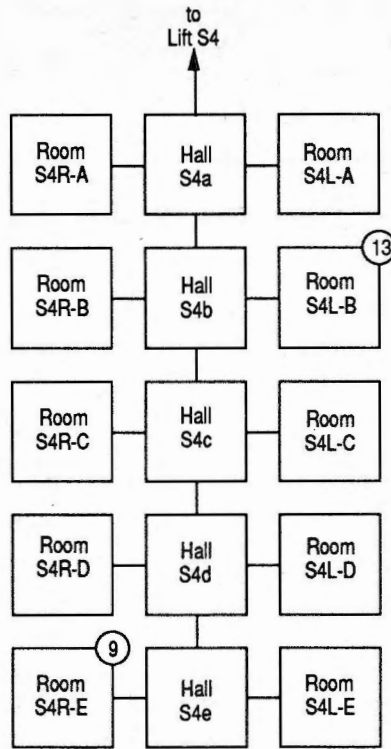 to
Lift S4
Room
S4R-A
Hall
S4a
Room
S4L-A
13
Room
S4R-B
Hall
S4b
Room
S4L-B
Room
S4R-C
Hall
S4c
Room
S4L-C
Room
S4R-D
Hall
S4d
Room
S4L-D
9
Room
S4R-E
Hall
S4e
Room
S4L-E